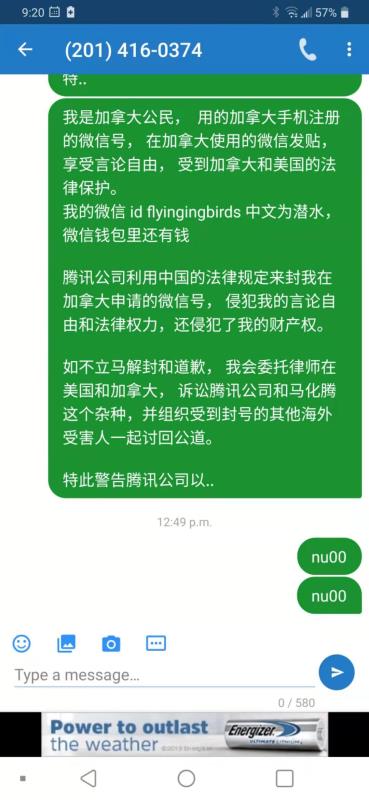 9:20 57%
(201) 416-0374
特..
我是加拿大公民， 用的加拿大手机注册
的微信号， 在加拿大使用的微信发贴，
享受言论自由， 受到加拿大和美国的法
律保护。
我的微信 id flyingingbirds 中文为潜水，
微信钱包里还有钱
腾讯公司利用中国的法律规定来封我在
加拿大申请的微信号， 侵犯我的言论自
由和法律权力，还侵犯了我的财产权。
如不立马解封和道歉， 我会委托律师在
美国和加拿大， 诉讼腾讯公司和马化腾
这个杂种，并组织受到封号的其他海外
受害人一起讨回公道。
特此警告腾讯公司以..
12:49 p.m.
nu00
nu00
Type a message...
0 / 580
Power to outlast
the weather
Energizer
ULTIMATE LITHIUM